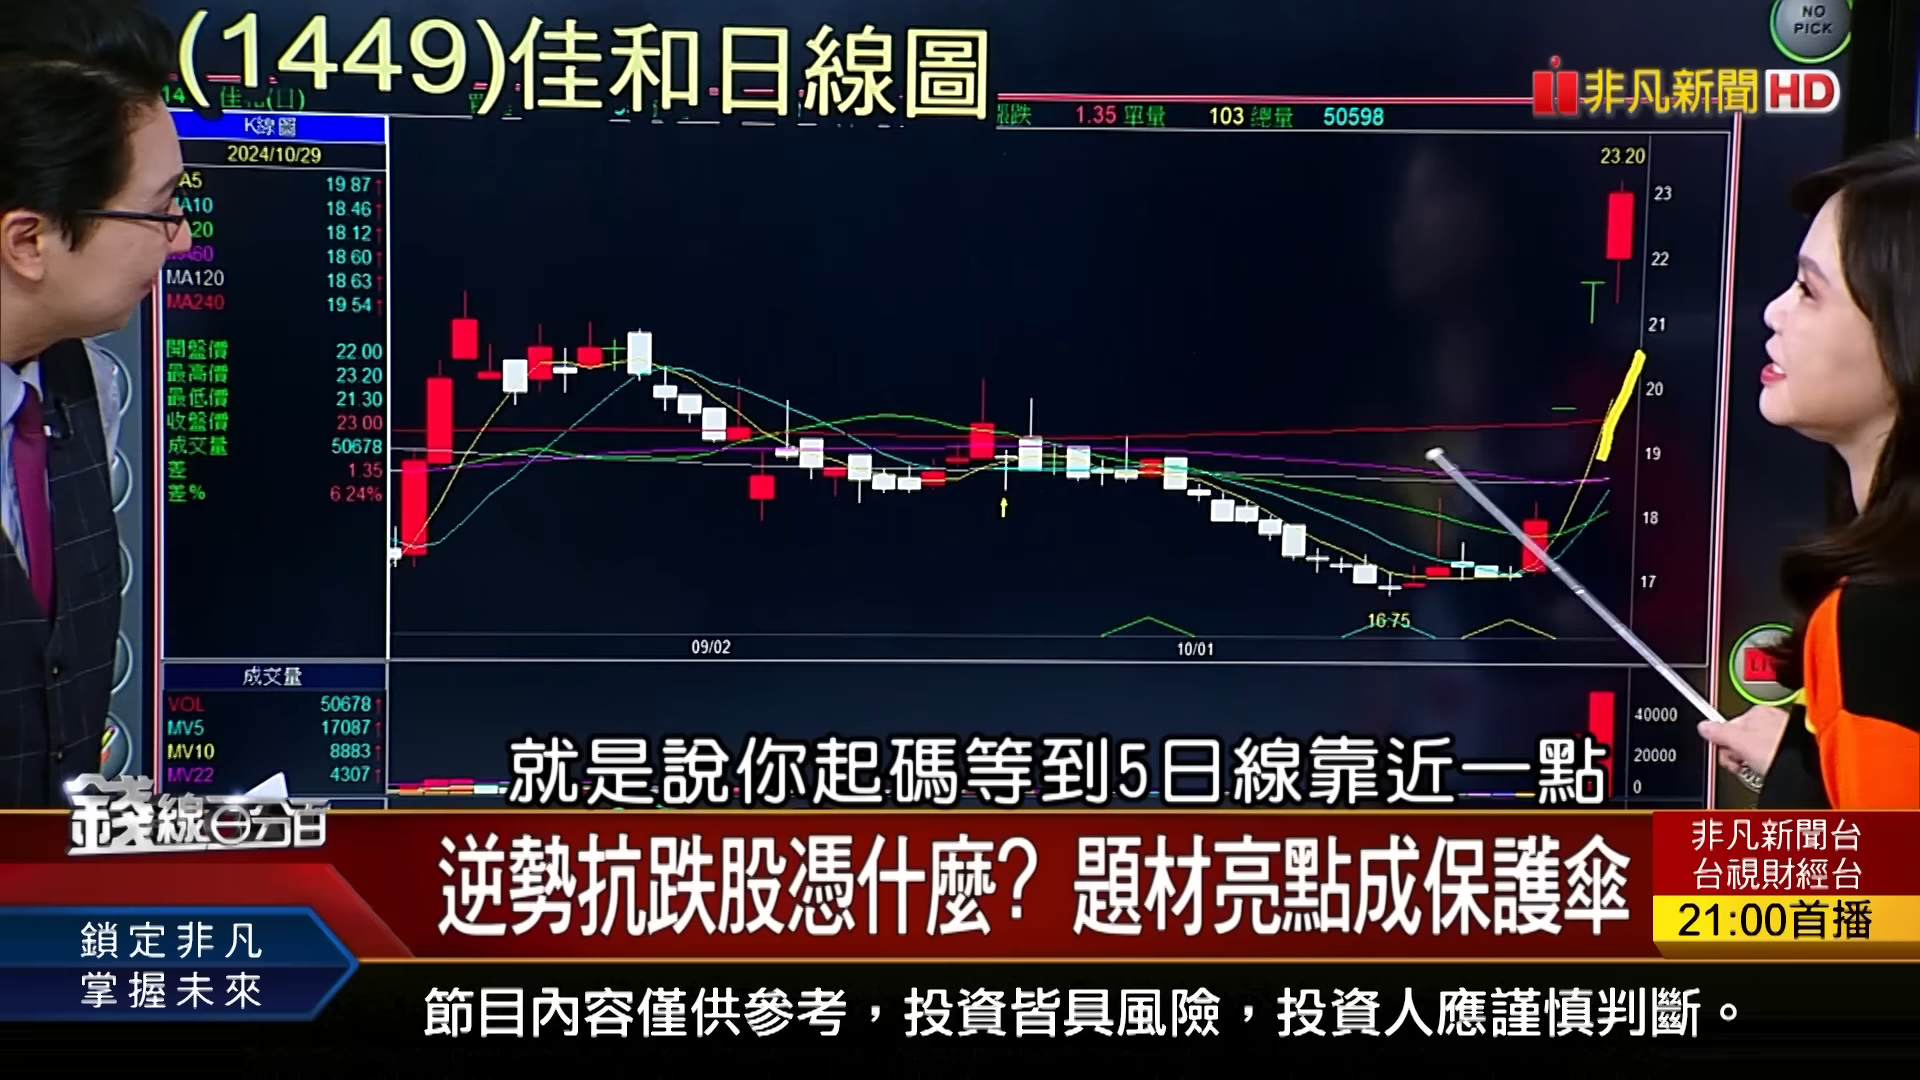 (1449)佳和日線圖
NO
PICK
非凡新聞HD
1.35 單量 103 總量 50598
K線圖
2024/10/29
MA10 18.46
18.12
18.60
MA120 18.63
MA240 19.54
19.87
開盤價 22.00
最高價 23.20
最低價 21.30
收盤價 23.00
成交量 50678
差 1.35
差% 6.24%
23.20
23
22
21
20
19
18
17
16.75
09/02
10/01
成交量
VOL 50678
MV5 17087
MV10 8883
MV22 4307
40000
20000
0
就是說你起碼等到5日線靠近一點
錢線百分百
逆勢抗跌股憑什麼? 題材亮點成保護傘
非凡新聞台
台視財經台
21:00首播
鎖定非凡
掌握未來
節目內容僅供參考，投資皆具風險，投資人應謹慎判斷。